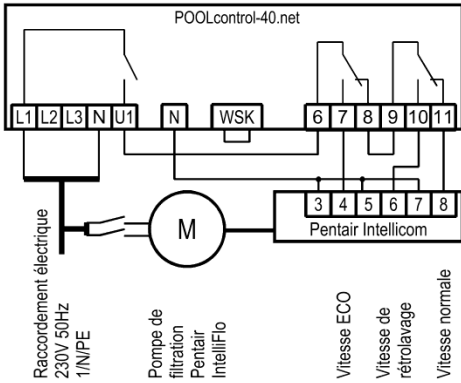 POOLcontrol-40.net
L1 L2 L3 N U1 N WSK 6 7 8 9 10 11
3 4 5 6 7 8
Pentair Intellicom
M
Raccordement électrique
230V 50Hz
1/N/PE
Pompe de
filtration
Pentair
IntelliFlo
Vitesse ECO
Vitesse de
rétrolavage
Vitesse normale